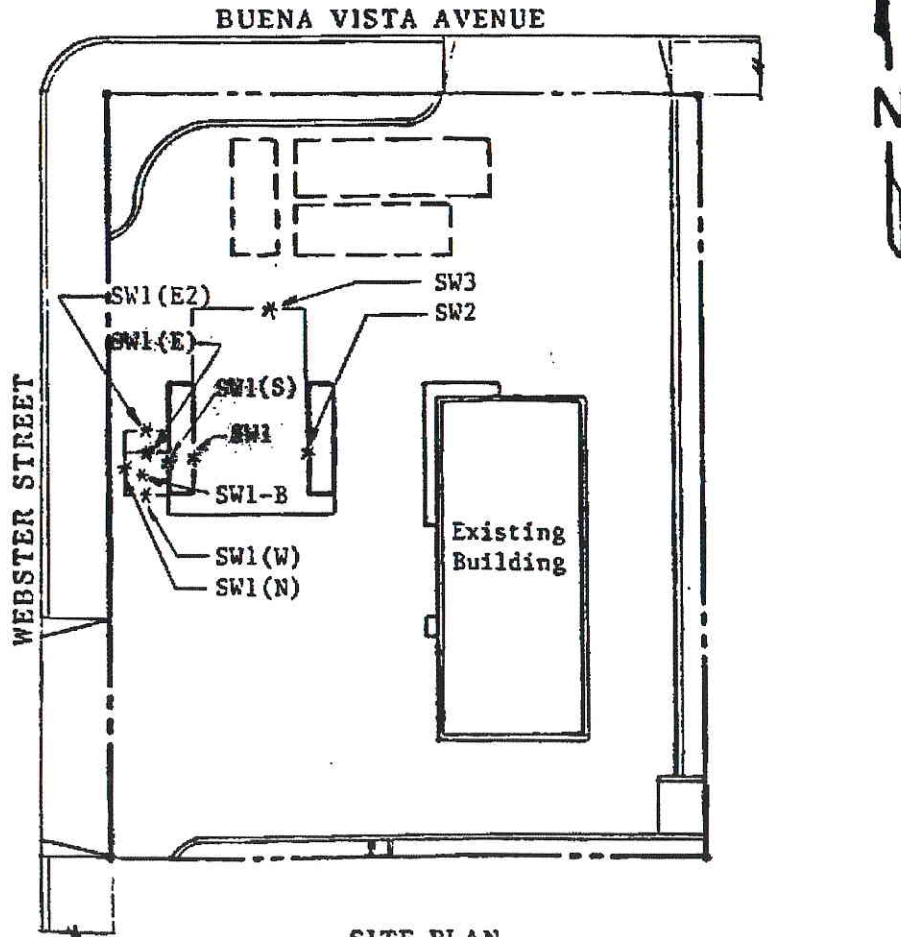 BUENA VISTA AVENUE
N
SW1(E2)
SW3
SW2
SW1(E)
SW1(S)
SW1
WEBSTER STREET
SW1-B
Existing
Building
SW1(W)
SW1(N)
SITE PLAN